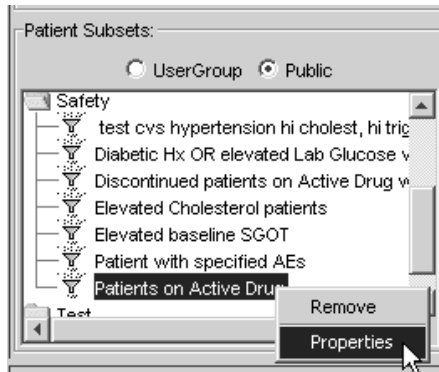 Patient Subsets:
UserGroup Public
Safety
test cvs hypertension hi cholest, hi trig
Diabetic Hx OR elevated Lab Glucose v
Discontinued patients on Active Drug w
Elevated Cholesterol patients
Elevated baseline SGOT
Patient with specified AEs
Patients on Active Drug
Remove
Test
Properties